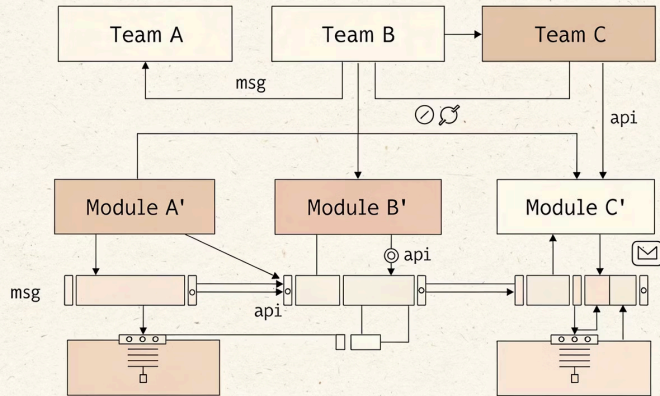 Team A
Team B
Team C
msg
api
Module A'
Module B'
Module C'
api
msg
api